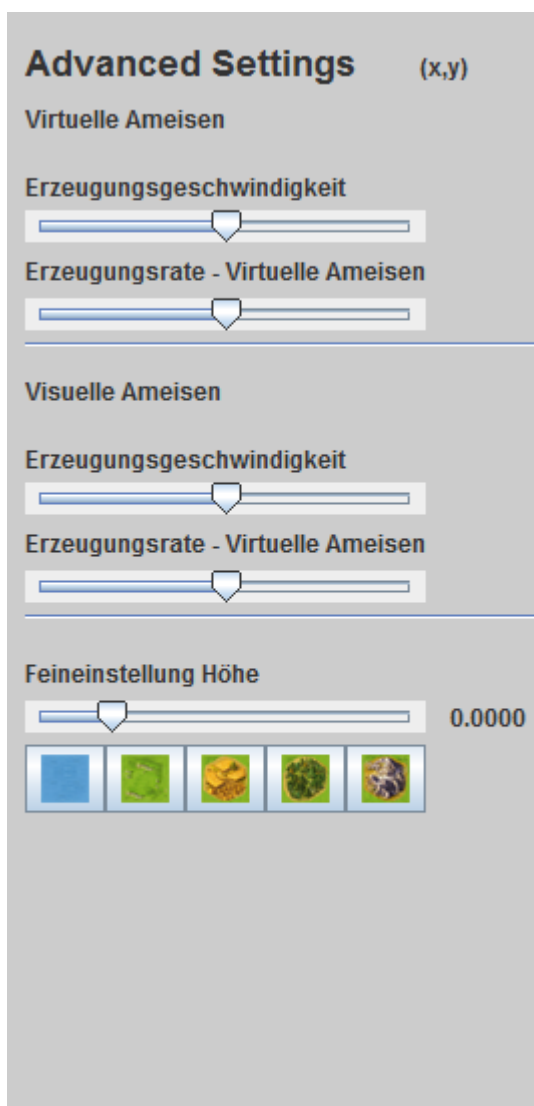 Advanced Settings (x,y)
Virtuelle Ameisen
Erzeugungsgeschwindigkeit
Erzeugungsrate - Virtuelle Ameisen
Visuelle Ameisen
Erzeugungsgeschwindigkeit
Erzeugungsrate - Virtuelle Ameisen
Feineinstellung Höhe
0.0000